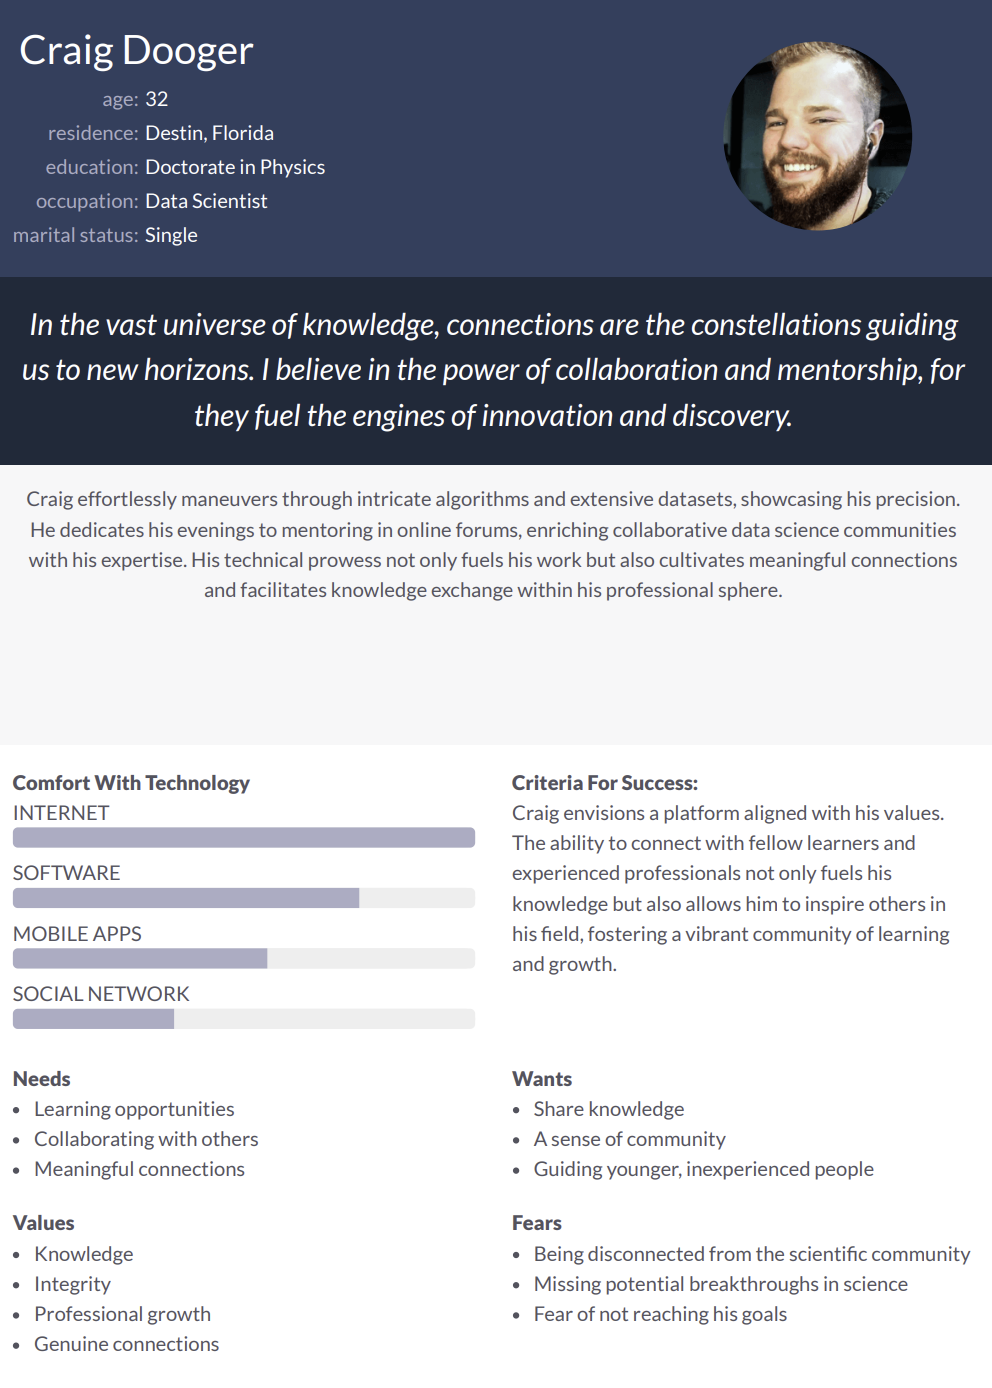 Craig Dooger
age: 32
residence: Destin, Florida
education: Doctorate in Physics
occupation: Data Scientist
marital status: Single
In the vast universe of knowledge, connections are the constellations guiding
us to new horizons. I believe in the power of collaboration and mentorship, for
they fuel the engines of innovation and discovery.
Craig effortlessly maneuvers through intricate algorithms and extensive datasets, showcasing his precision.
He dedicates his evenings to mentoring in online forums, enriching collaborative data science communities
with his expertise. His technical prowess not only fuels his work but also cultivates meaningful connections
and facilitates knowledge exchange within his professional sphere.
Comfort With Technology
INTERNET
SOFTWARE
MOBILE APPS
SOCIAL NETWORK
Criteria For Success:
Craig envisions a platform aligned with his values.
The ability to connect with fellow learners and
experienced professionals not only fuels his
knowledge but also allows him to inspire others in
his field, fostering a vibrant community of learning
and growth.
Needs
• Learning opportunities
• Collaborating with others
• Meaningful connections
Wants
• Share knowledge
• A sense of community
• Guiding younger, inexperienced people
Values
• Knowledge
• Integrity
• Professional growth
• Genuine connections
Fears
• Being disconnected from the scientific community
• Missing potential breakthroughs in science
• Fear of not reaching his goals